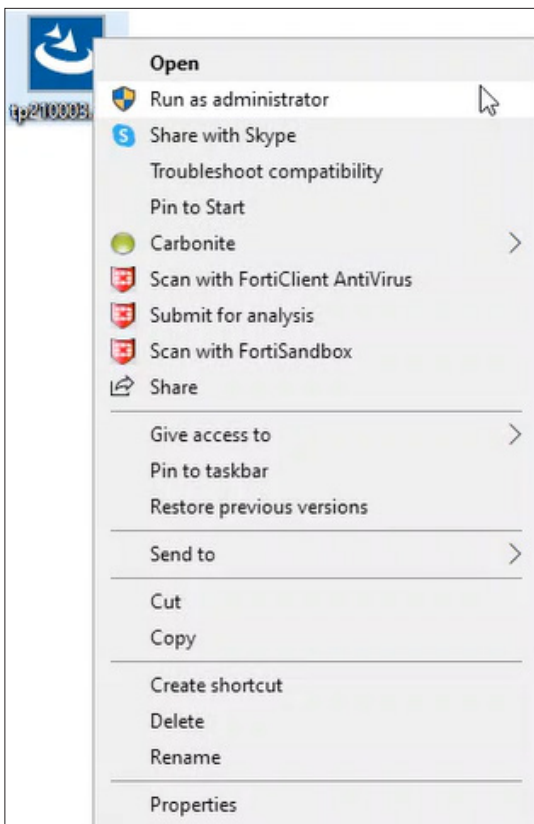 tp210003.
Open
Run as administrator
Share with Skype
Troubleshoot compatibility
Pin to Start
Carbonite
Scan with FortiClient AntiVirus
Submit for analysis
Scan with FortiSandbox
Share
Give access to
Pin to taskbar
Restore previous versions
Send to
Cut
Copy
Create shortcut
Delete
Rename
Properties